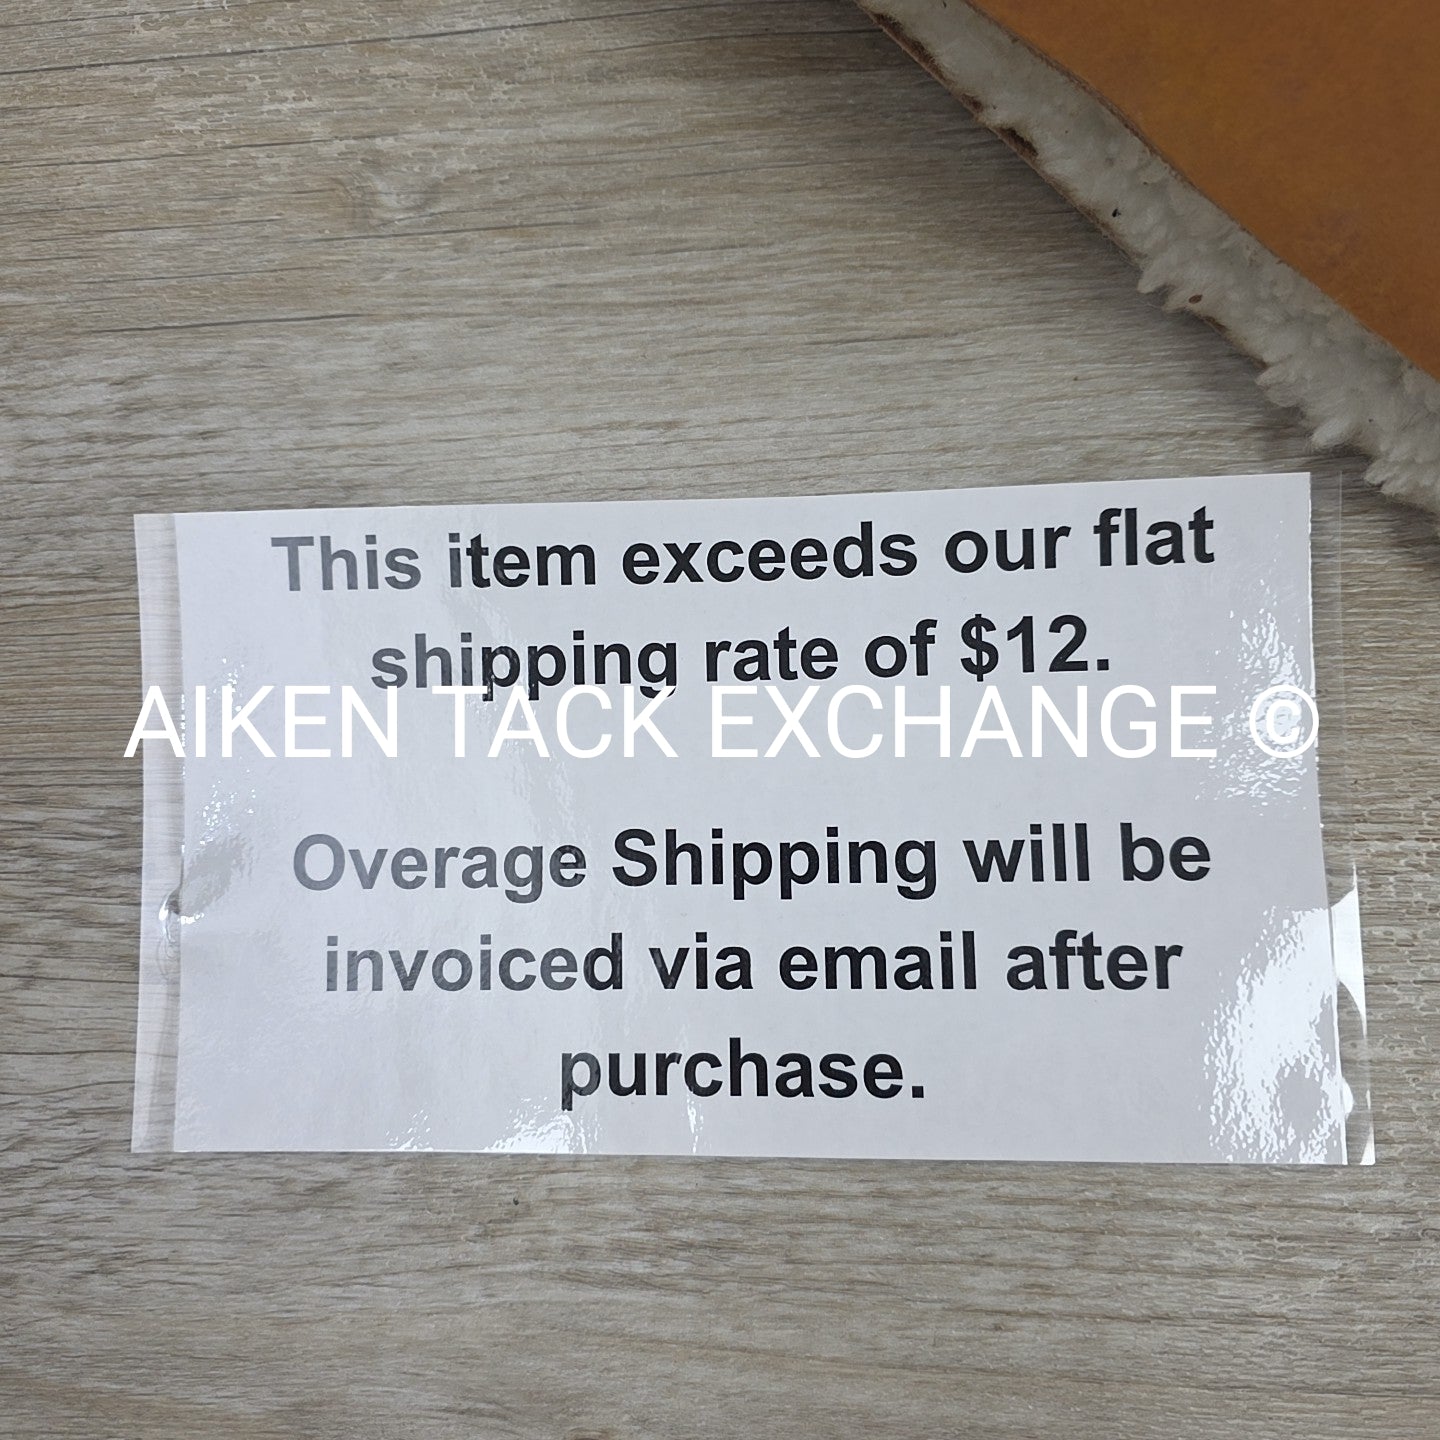 This item exceeds our flat
shipping rate of $12.
AIKEN TACK EXCHANGE ©
Overage Shipping will be
invoiced via email after
purchase.